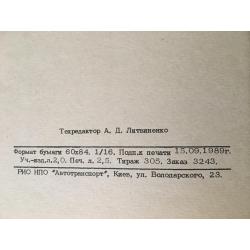 Техредактор А. Д. Литвиненко
Формат бумаги 60х84, 1/16, Подп.к печати 15.09.1989г.
Уч.-изд.л.2,0. Печ. л. 2,5. Тираж 305, Заказ 3243.
РИО НПО "Автотранспорт", Киев, ул. Володарского, 23.